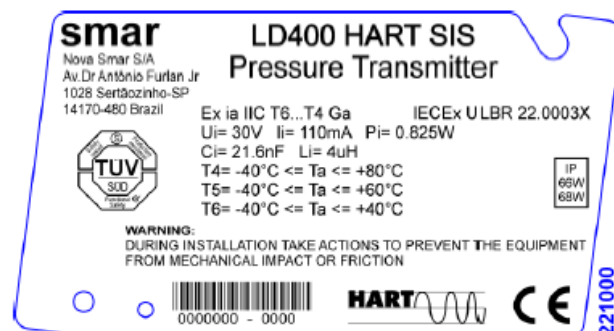 smar
Nova Smar S/A
Av.Dr Antônio Furlan Jr
1028 Sertãozinho-SP
14170-480 Brazil
LD400 HART SIS
Pressure Transmitter
Ex ia IIC T6...T4 Ga IECEx ULBR 22.0003X
Ui= 30V Ii= 110mA Pi= 0.825W
Ci= 21.6nF Li= 4uH
T4= -40°C <= Ta <= +80°C
T5= -40°C <= Ta <= +60°C
T6= -40°C <= Ta <= +40°C
TÜV
Functional
Safety
IP
66W
68W
WARNING:
DURING INSTALLATION TAKE ACTIONS TO PREVENT THE EQUIPMENT
FROM MECHANICAL IMPACT OR FRICTION
0000000 - 0000
HART
CE
221000